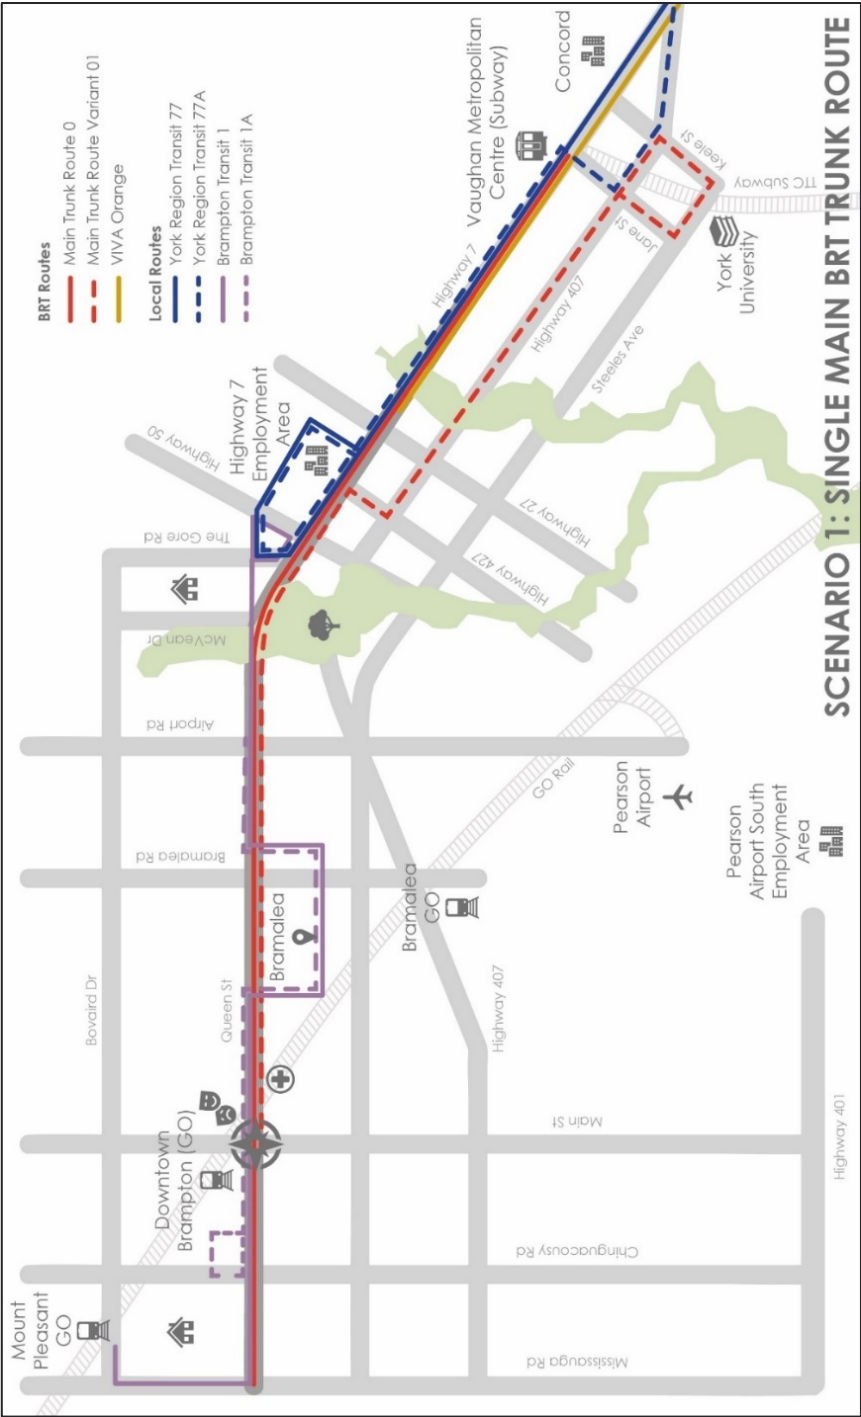 BRT Routes
Main Trunk Route 0
Main Trunk Route Variant 01
VIVA Orange
Local Routes
York Region Transit 77
York Region Transit 77A
Brampton Transit 1
Brampton Transit 1A
Mount
Pleasant
GO
Downtown
Brampton (GO)
Bovaird Dr
Queen St
Bramalea
Bramalea
GO
Bramalea Rd
Airport Rd
McVean Dr
The Gore Rd
Highway 50
Highway 7
Employment
Area
Highway 7
Vaughan Metropolitan
Centre (Subway)
Concord
Keele St
TTC Subway
Jane St
York
University
Highway 407
Steeles Ave
Highway 27
Highway 427
GO Rail
Pearson
Airport
Pearson
Airport South
Employment
Area
Highway 407
Main St
Chinguacousy Rd
Mississauga Rd
Highway 401
SCENARIO 1: SINGLE MAIN BRT TRUNK ROUTE